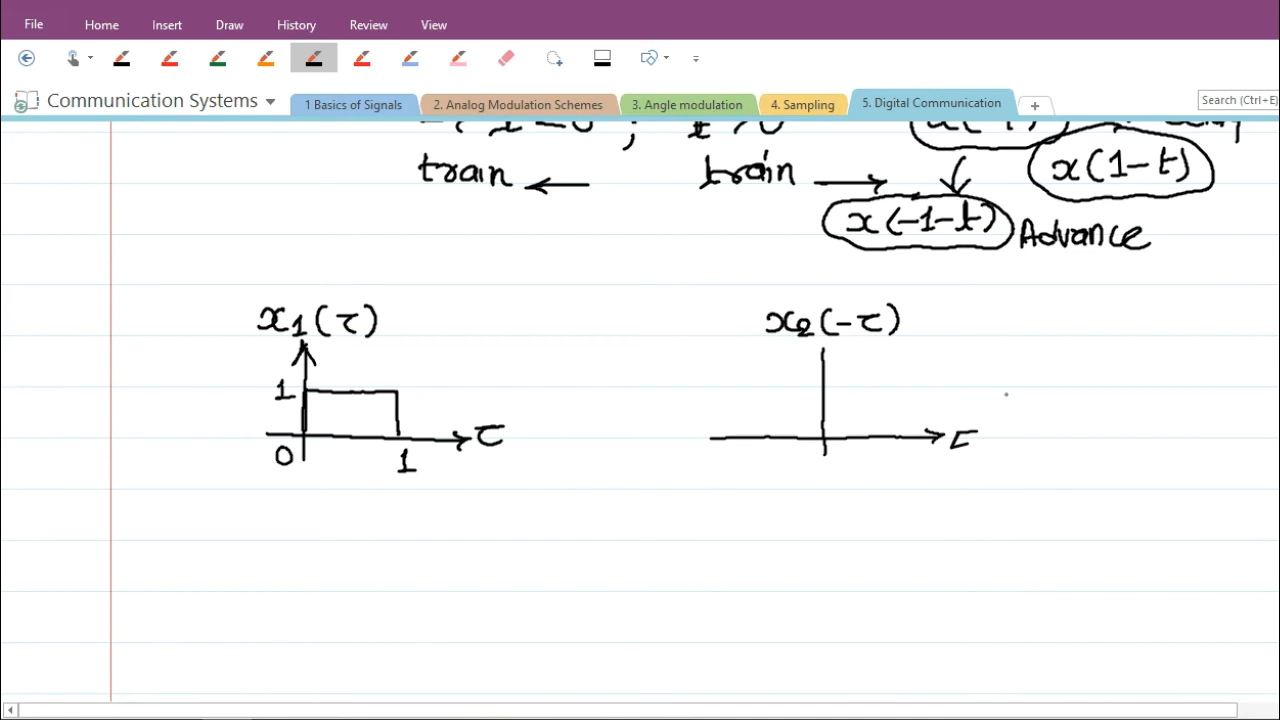 File Home Insert Draw History Review View
Communication Systems 1 Basics of Signals 2. Analog Modulation Schemes 3. Angle modulation 4. Sampling 5. Digital Communication +
Search (Ctrl+E)
x(1-t)
train ← train →
x(-1-t) Advance
x1(τ) x2(-τ)
1
τ
0 1